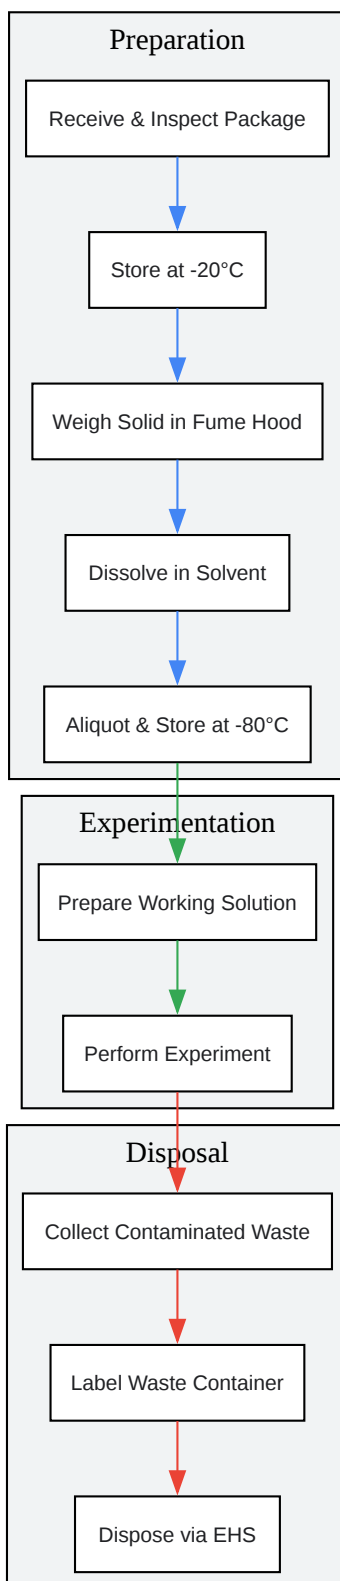 Preparation
Receive & Inspect Package
Store at -20°C
Weigh Solid in Fume Hood
Dissolve in Solvent
Aliquot & Store at -80°C
Experimentation
Prepare Working Solution
Perform Experiment
Disposal
Collect Contaminated Waste
Label Waste Container
Dispose via EHS